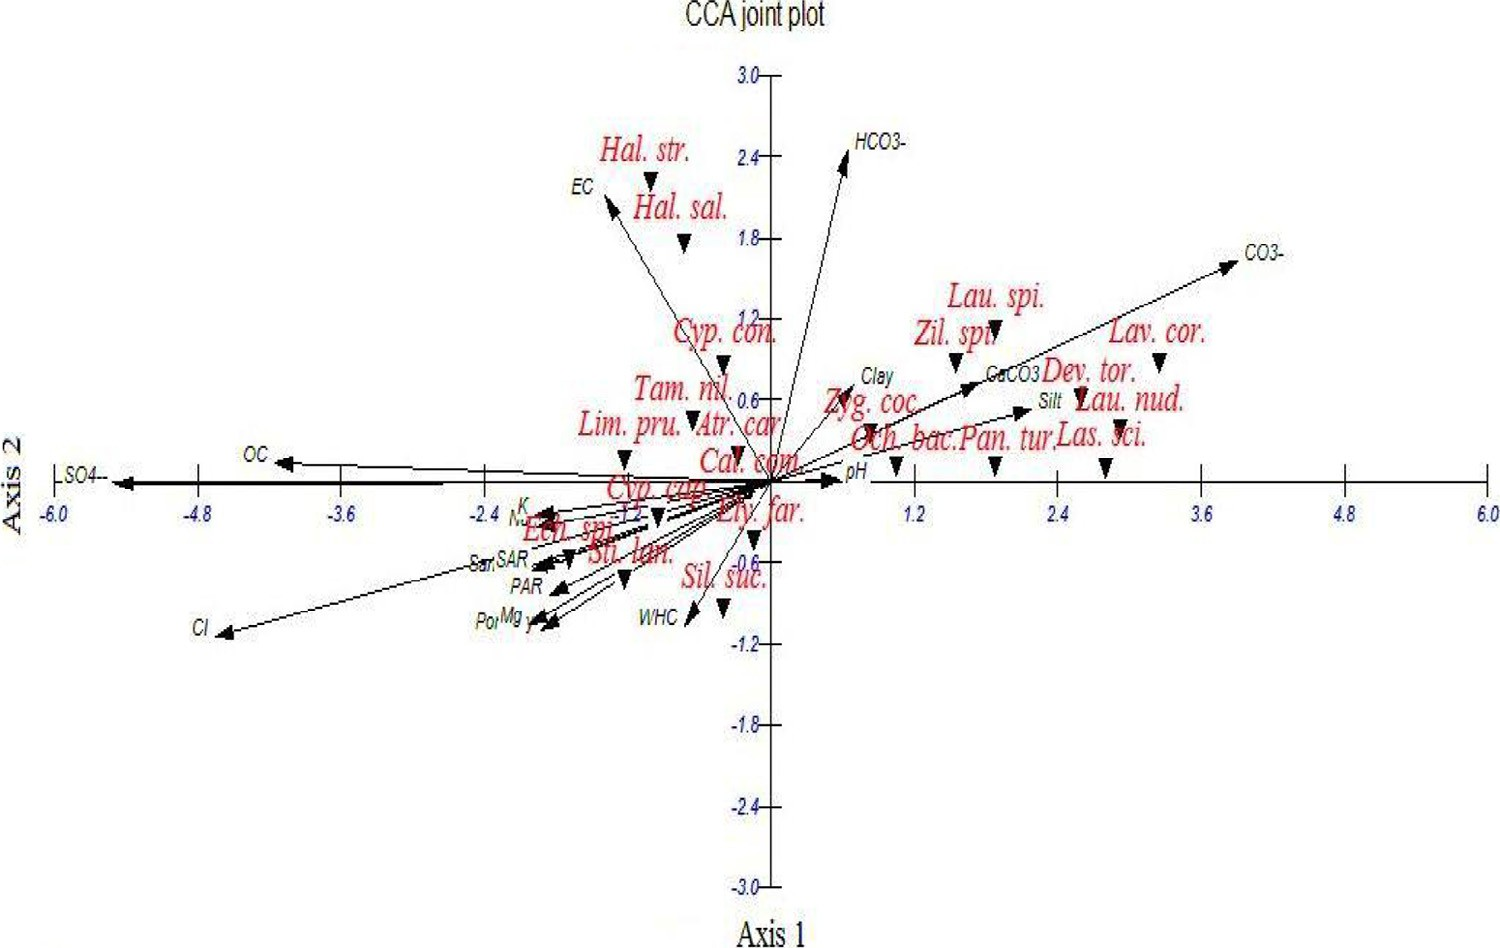 CCA joint plot
3.0
HCO3-
Hal. str.
2.4
EC
Hal. sal.
1.8
CO3-
Lau. spi.
1.2
Cyp. con.
Zil. spi.
Lav. cor.
Clay
CaCO3
Dev. tor.
Tam. nil.
0.6
Zyg. coc.
Silt
Lau. nud.
Lim. pru.
Atr. car
Och. bac.
Pan. tur.
Las. sci.
OC
Cal. com.
SO4--
pH
Axis 2
Cyp. cap.
-6.0 -4.8 -3.6 -2.4 -1.2 1.2 2.4 3.6 4.8 6.0
K
Ely. far.
Ech. spi.
Sti. lan.
SAR
-0.6
PAR
Sil. suc.
Mg
WHC
Cl
-1.2
-1.8
-2.4
-3.0
Axis 1